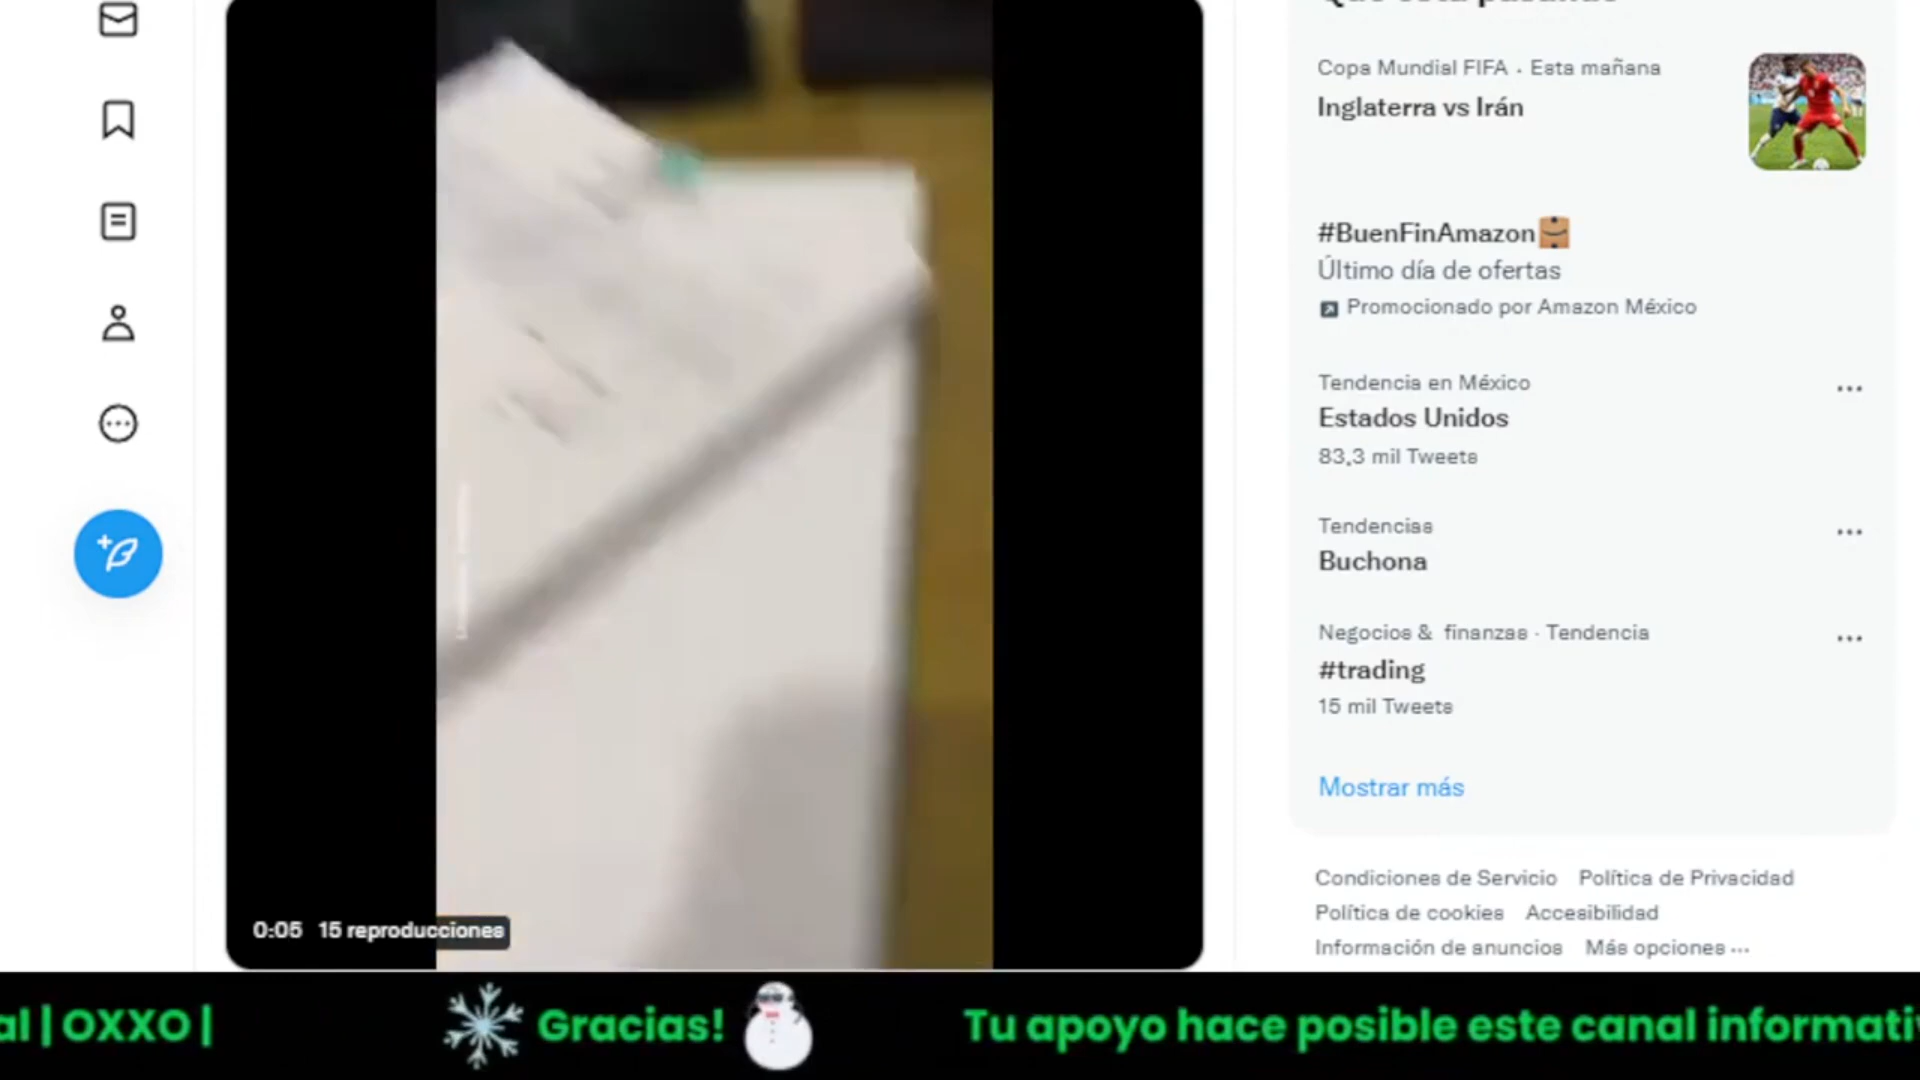 Copa Mundial FIFA · Esta mañana
Inglaterra vs Irán
#BuenFinAmazon
Último día de ofertas
Promocionado por Amazon México
Tendencia en México
Estados Unidos
83,3 mil Tweets
Tendencias
Buchona
Negocios & finanzas · Tendencia
#trading
15 mil Tweets
Mostrar más
Condiciones de Servicio Política de Privacidad
Política de cookies Accesibilidad
Información de anuncios Más opciones ···
0:05 15 reproducciones
al | OXXO | Gracias! Tu apoyo hace posible este canal informati